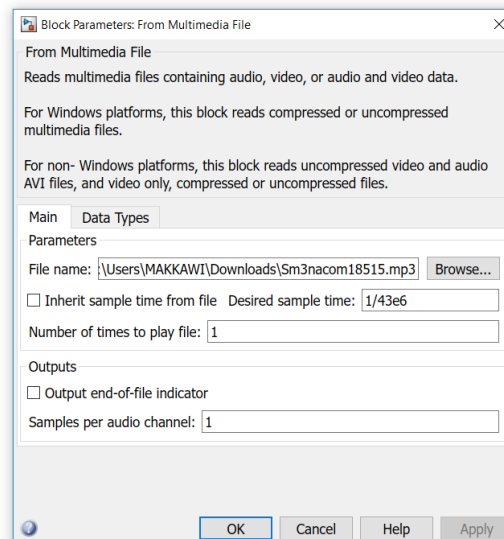 Block Parameters: From Multimedia File
From Multimedia File
Reads multimedia files containing audio, video, or audio and video data.
For Windows platforms, this block reads compressed or uncompressed
multimedia files.
For non- Windows platforms, this block reads uncompressed video and audio
AVI files, and video only, compressed or uncompressed files.
Main Data Types
Parameters
File name: :\Users\MAKKAWI\Downloads\Sm3nacom18515.mp3 Browse...
Inherit sample time from file Desired sample time: 1/43e6
Number of times to play file: 1
Outputs
Output end-of-file indicator
Samples per audio channel: 1
OK Cancel Help Apply